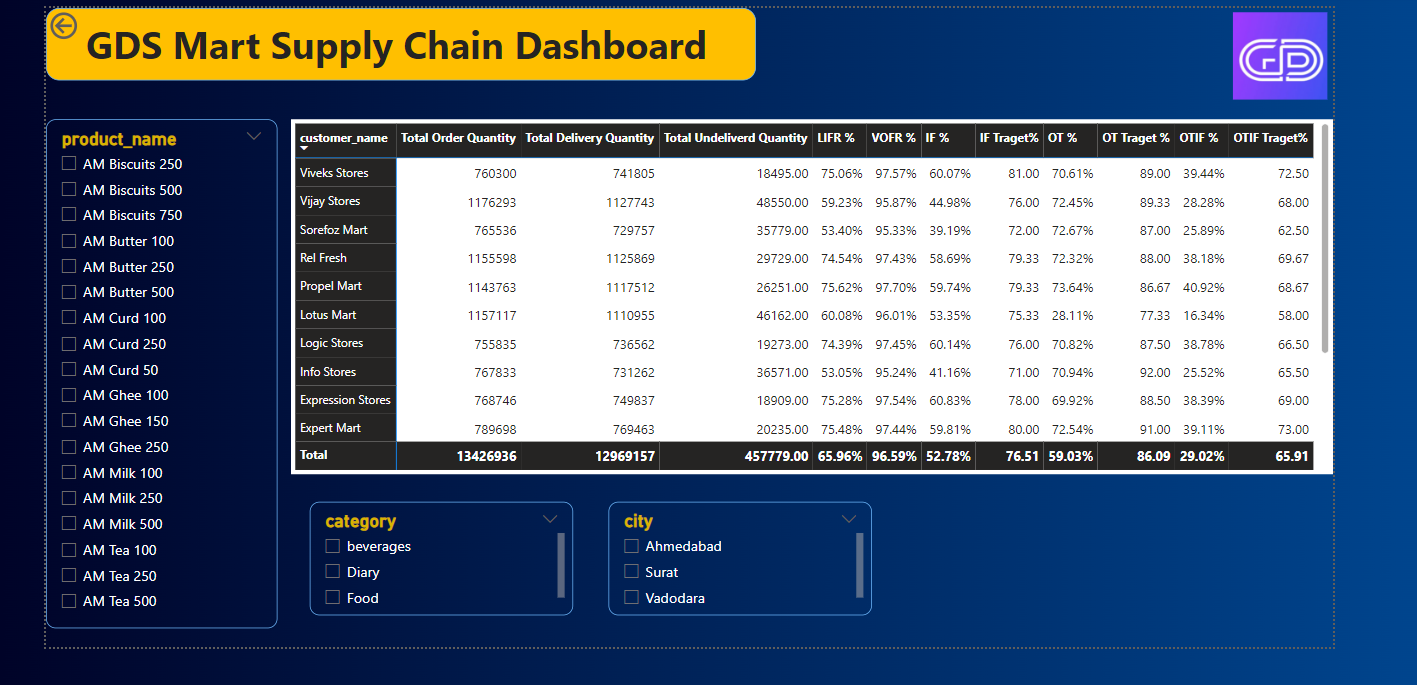 GDS Mart Supply Chain Dashboard
GD
product_name
AM Biscuits 250
AM Biscuits 500
AM Biscuits 750
AM Butter 100
AM Butter 250
AM Butter 500
AM Curd 100
AM Curd 250
AM Curd 50
AM Ghee 100
AM Ghee 150
AM Ghee 250
AM Milk 100
AM Milk 250
AM Milk 500
AM Tea 100
AM Tea 250
AM Tea 500
customer_name Total Order Quantity Total Delivery Quantity Total Undeliverd Quantity LIFR % VOFR % IF % IF Traget% OT % OT Traget % OTIF % OTIF Traget%
Viveks Stores 760300 741805 18495.00 75.06% 97.57% 60.07% 81.00 70.61% 89.00 39.44% 72.50
Vijay Stores 1176293 1127743 48550.00 59.23% 95.87% 44.98% 76.00 72.45% 89.33 28.28% 68.00
Sorefoz Mart 765536 729757 35779.00 53.40% 95.33% 39.19% 72.00 72.67% 87.00 25.89% 62.50
Rel Fresh 1155598 1125869 29729.00 74.54% 97.43% 58.69% 79.33 72.32% 88.00 38.18% 69.67
Propel Mart 1143763 1117512 26251.00 75.62% 97.70% 59.74% 79.33 73.64% 86.67 40.92% 68.67
Lotus Mart 1157117 1110955 46162.00 60.08% 96.01% 53.35% 75.33 28.11% 77.33 16.34% 58.00
Logic Stores 755835 736562 19273.00 74.39% 97.45% 60.14% 76.00 70.82% 87.50 38.78% 66.50
Info Stores 767833 731262 36571.00 53.05% 95.24% 41.16% 71.00 70.94% 92.00 25.52% 65.50
Expression Stores 768746 749837 18909.00 75.28% 97.54% 60.83% 78.00 69.92% 88.50 38.39% 69.00
Expert Mart 789698 769463 20235.00 75.48% 97.44% 59.81% 80.00 72.54% 91.00 39.11% 73.00
Total 13426936 12969157 457779.00 65.96% 96.59% 52.78% 76.51 59.03% 86.09 29.02% 65.91
category
beverages
Diary
Food
city
Ahmedabad
Surat
Vadodara